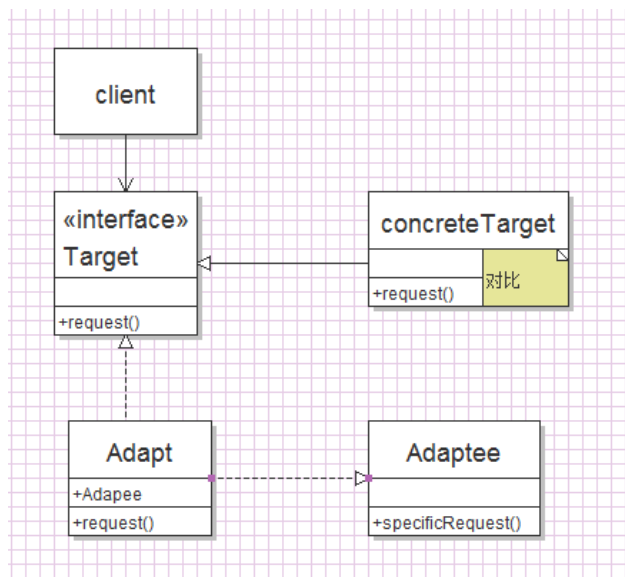 client
«interface»
Target
+request()
concreteTarget
+request()
对比
Adapt
+Adapee
+request()
Adaptee
+specificRequest()